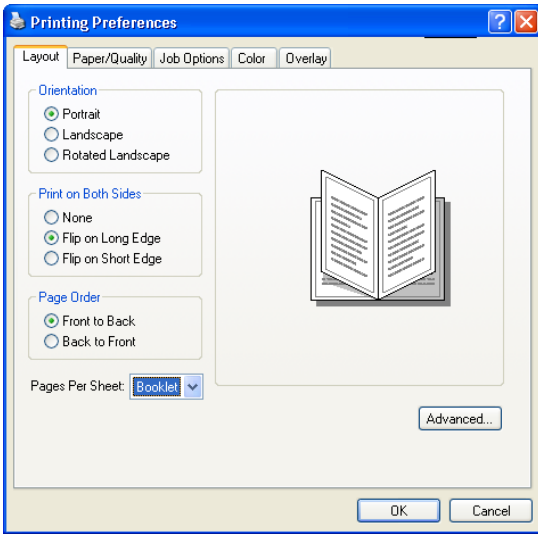 Printing Preferences
Layout Paper/Quality Job Options Color Overlay
Orientation
Portrait
Landscape
Rotated Landscape
Print on Both Sides
None
Flip on Long Edge
Flip on Short Edge
Page Order
Front to Back
Back to Front
Pages Per Sheet: Booklet
Advanced...
OK Cancel